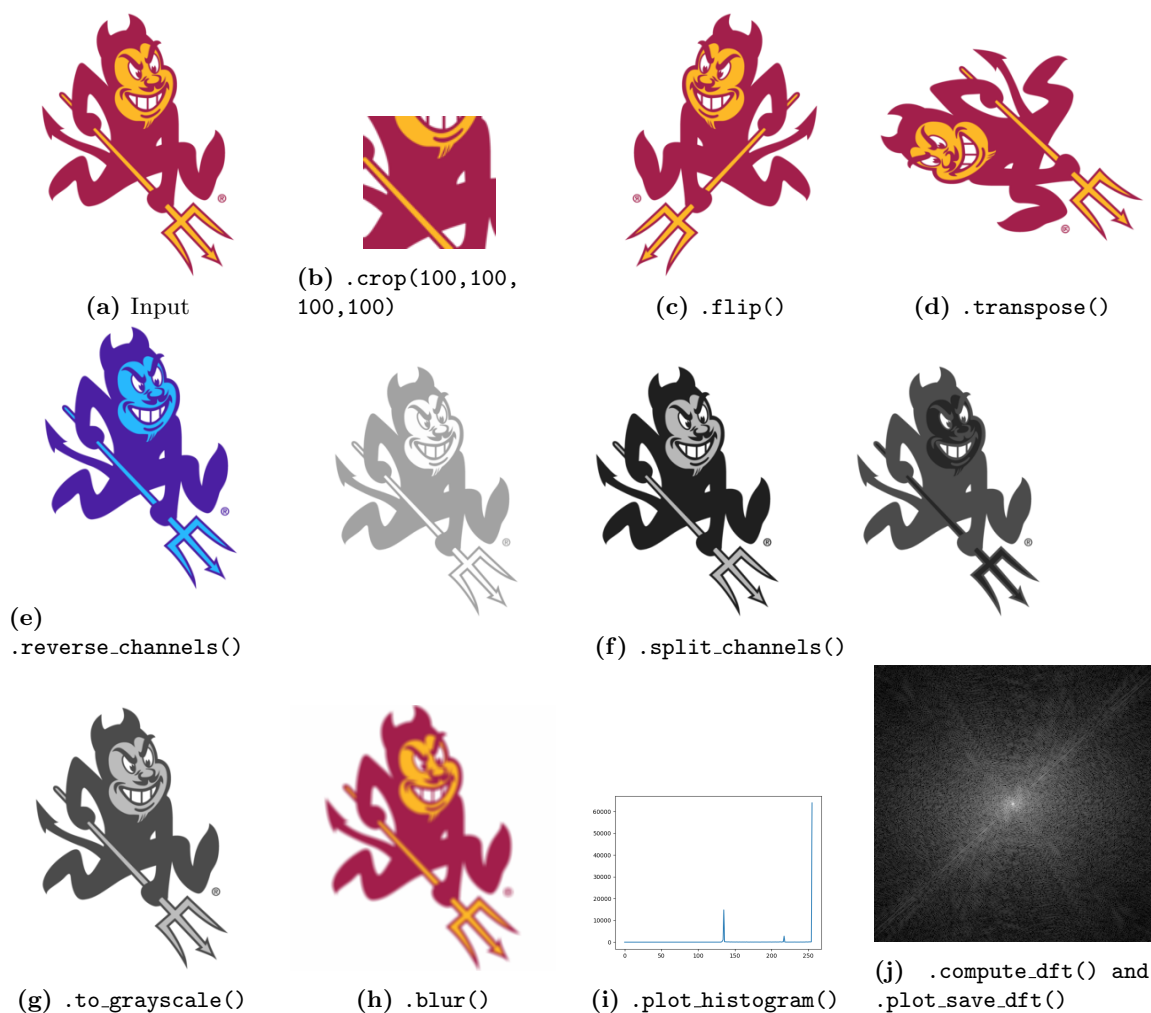 (a) Input
(b) .crop(100,100,
100,100)
(c) .flip()
(d) .transpose()
(e)
.reverse_channels()
(f) .split_channels()
(g) .to_grayscale()
(h) .blur()
60000
50000
40000
30000
20000
10000
0
0 50 100 150 200 250
(i) .plot_histogram()
(j) .compute_dft() and
.plot_save_dft()
®
®
®
®
®
®
®
®
®